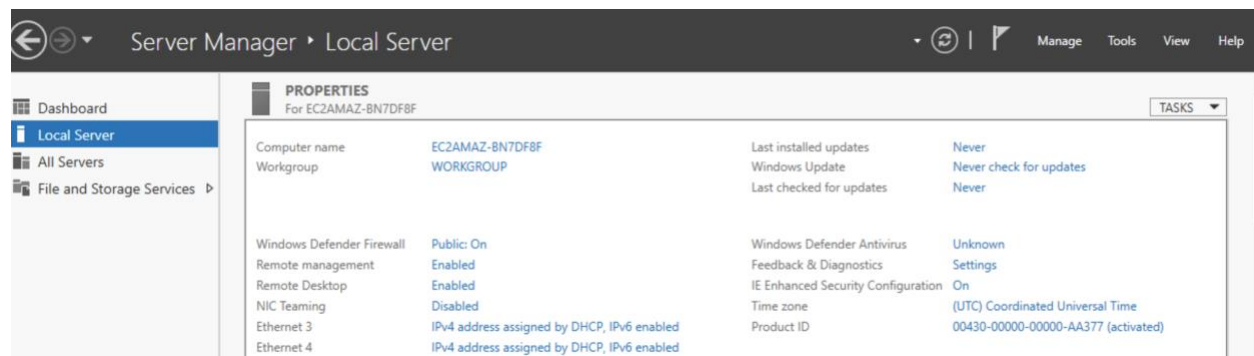 Server Manager ‣ Local Server
Manage Tools View Help
Dashboard
Local Server
All Servers
File and Storage Services
PROPERTIES
For EC2AMAZ-BN7DF8F
TASKS
Computer name EC2AMAZ-BN7DF8F Last installed updates Never
Workgroup WORKGROUP Windows Update Never check for updates
Last checked for updates Never
Windows Defender Firewall Public: On Windows Defender Antivirus Unknown
Remote management Enabled Feedback & Diagnostics Settings
Remote Desktop Enabled IE Enhanced Security Configuration On
NIC Teaming Disabled Time zone (UTC) Coordinated Universal Time
Ethernet 3 IPv4 address assigned by DHCP, IPv6 enabled Product ID 00430-00000-00000-AA377 (activated)
Ethernet 4 IPv4 address assigned by DHCP, IPv6 enabled